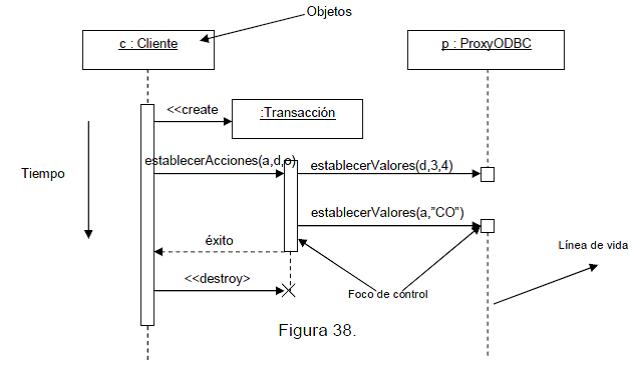 Objetos
c : Cliente
p : ProxyODBC
<<create
:Transacción
establecerAcciones(a,d,o)
establecerValores(d,3,4)
Tiempo
establecerValores(a,"CO")
éxito
Línea de vida
<<destroy>
Foco de control
Figura 38.